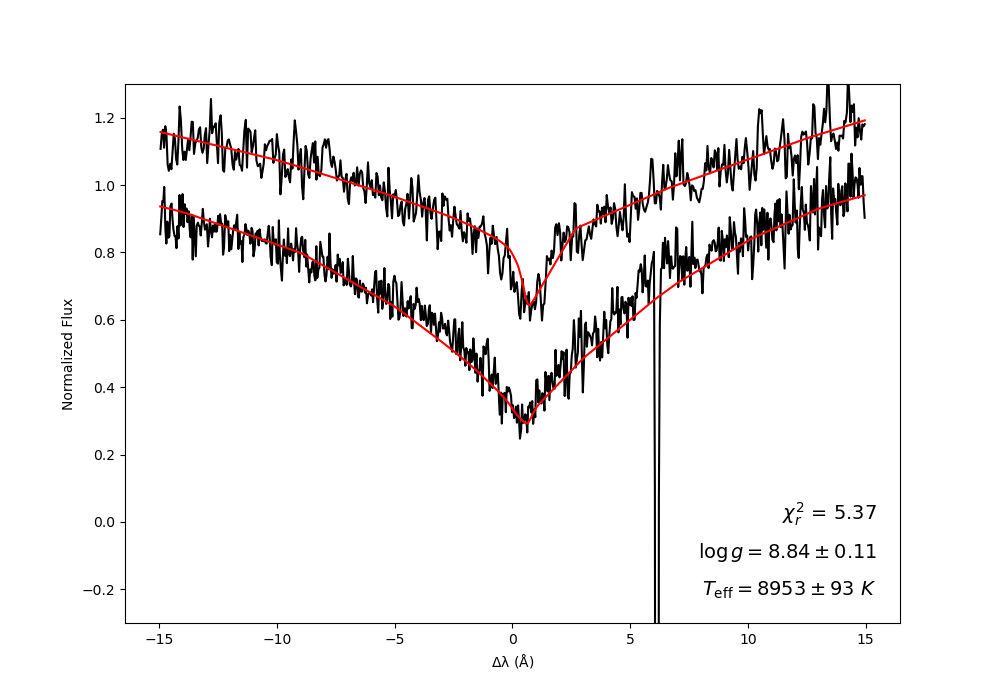 1.2
1.0
0.8
0.6
0.4
0.2
0.0
−0.2
Normalized Flux
χ²ᵣ = 5.37
log g = 8.84 ± 0.11
T_eff = 8953 ± 93 K
−15 −10 −5 0 5 10 15
Δλ (Å)